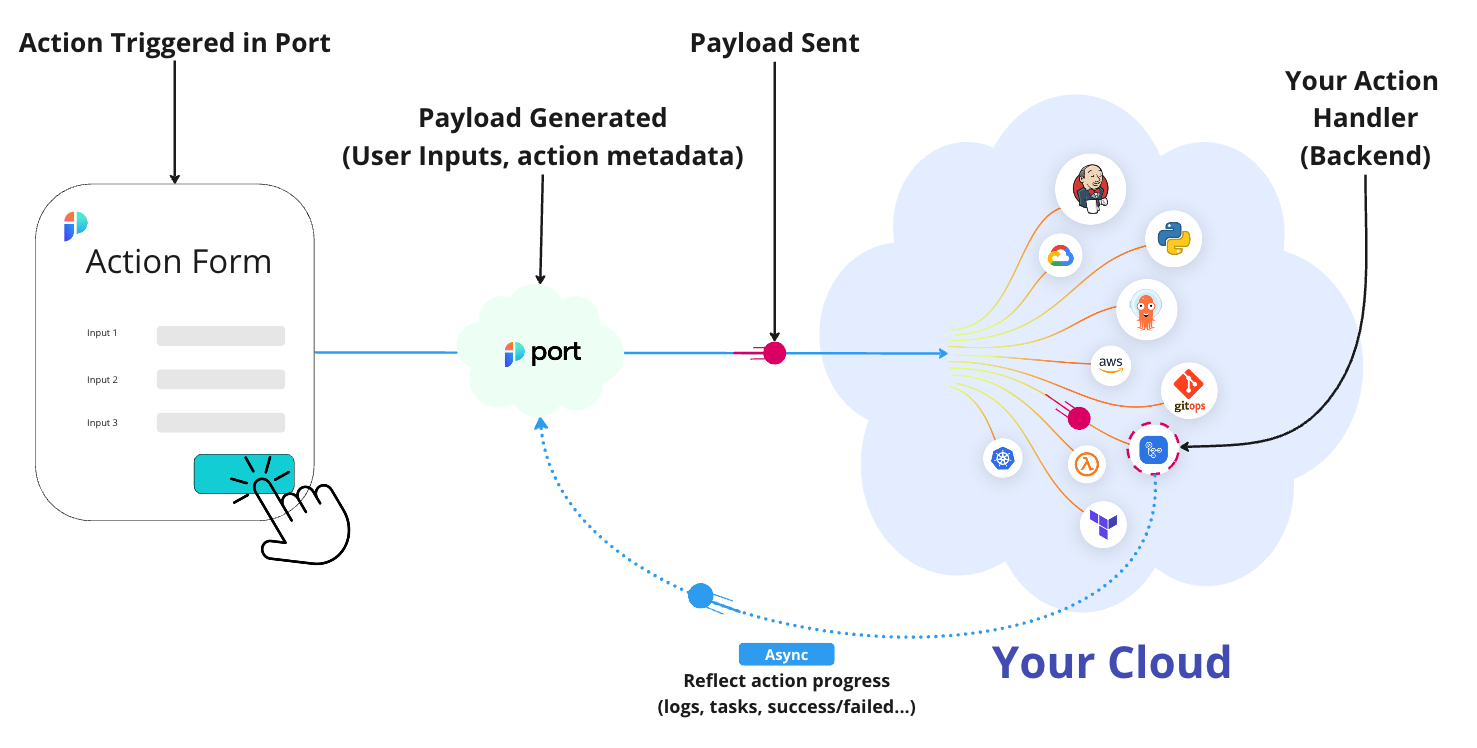 Action Triggered in Port
Payload Sent
Your Action
Handler
(Backend)
Payload Generated
(User Inputs, action metadata)
Action Form
Input 1
Input 2
Input 3
port
aws
gitops
Your Cloud
Async
Reflect action progress
(logs, tasks, success/failed...)